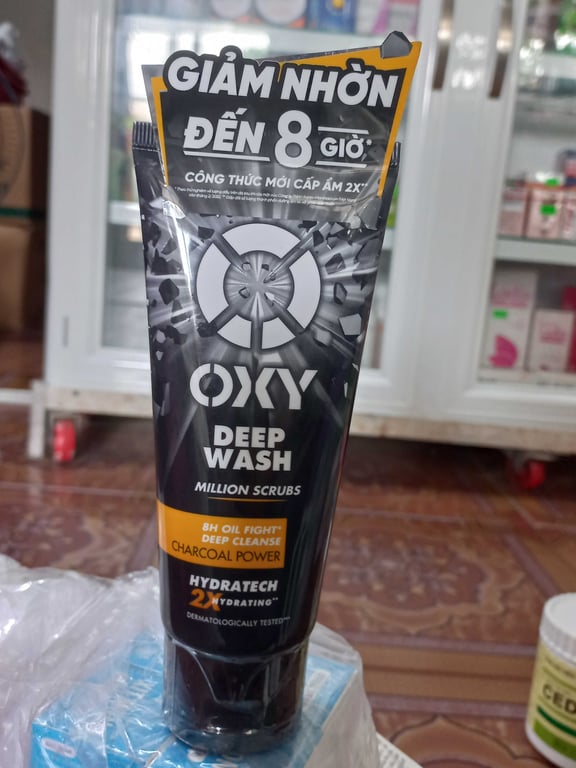 GIẢM NHỜN
ĐẾN 8 GIỜ*
CÔNG THỨC MỚI CẤP ẨM 2X**
OXY
DEEP
WASH
MILLION SCRUBS
8H OIL FIGHT*
DEEP CLEANSE
CHARCOAL POWER
HYDRATECH
2X HYDRATING**
DERMATOLOGICALLY TESTED***
CED